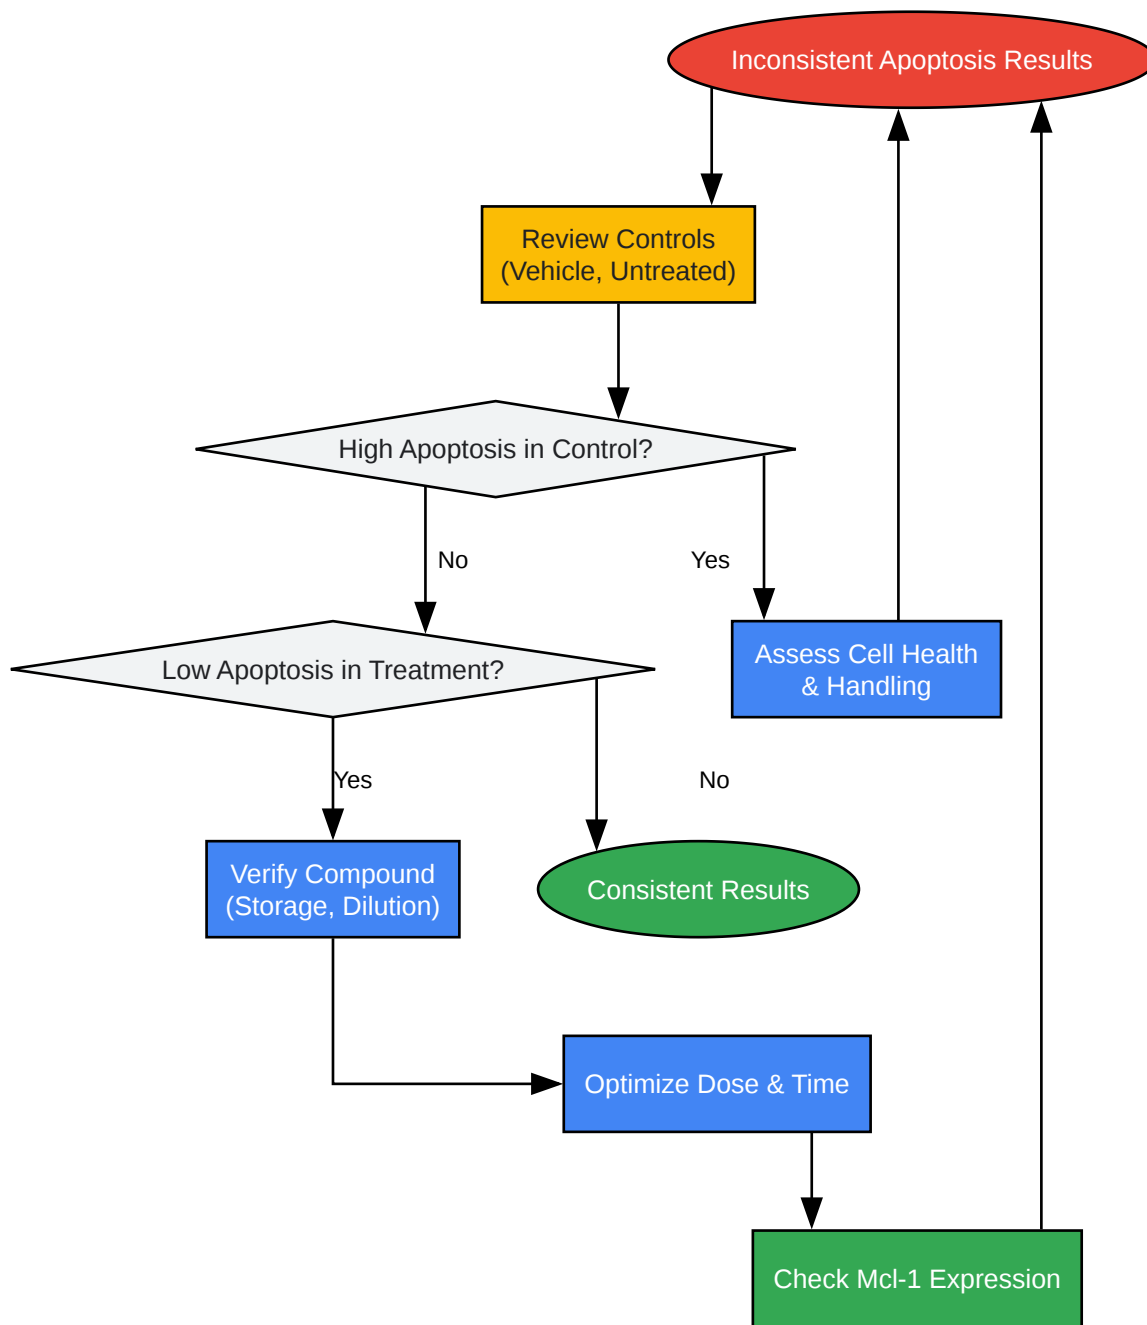 Inconsistent Apoptosis Results
Review Controls
(Vehicle, Untreated)
High Apoptosis in Control?
No
Yes
Low Apoptosis in Treatment?
Assess Cell Health
& Handling
Yes
No
Verify Compound
(Storage, Dilution)
Consistent Results
Optimize Dose & Time
Check Mcl-1 Expression